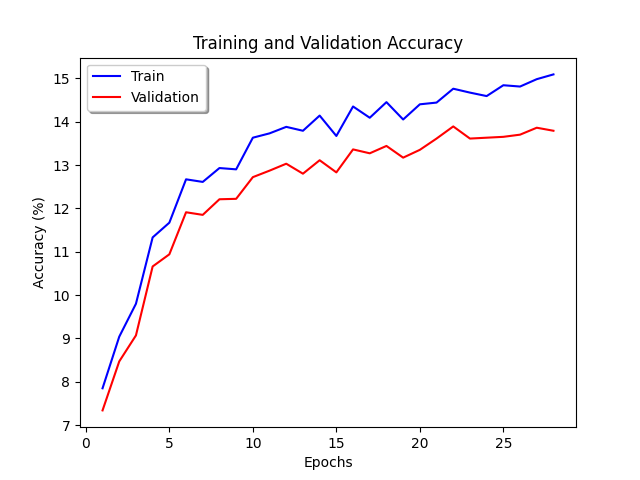 Training and Validation Accuracy
Train
Validation
15
14
13
12
11
10
9
8
7
Accuracy (%)
0 5 10 15 20 25
Epochs